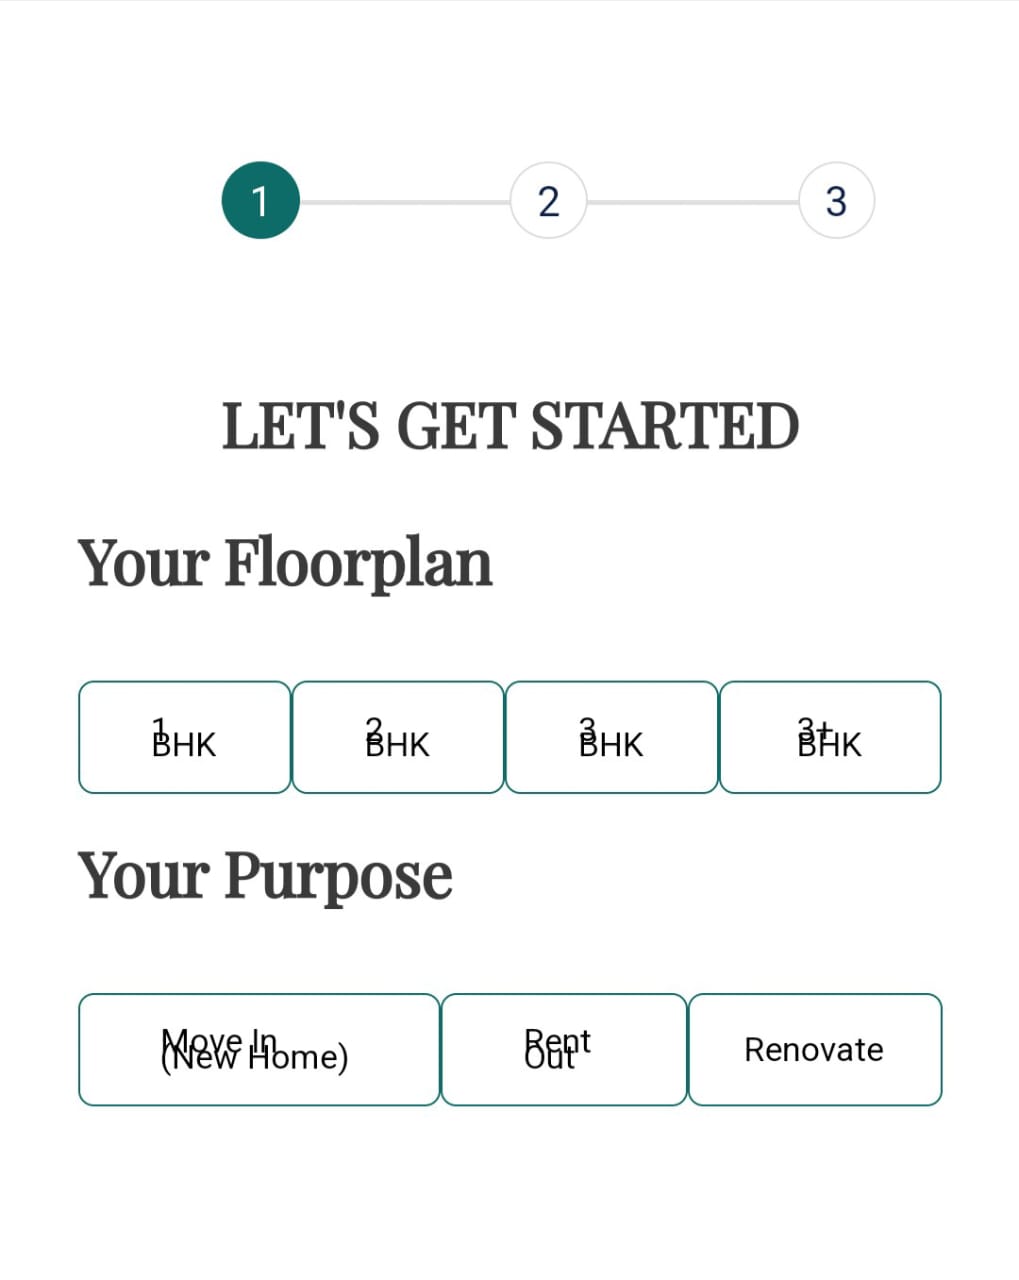 1 2 3
LET'S GET STARTED
Your Floorplan
1
BHK
2
BHK
3
BHK
3+
BHK
Your Purpose
Move In
(New Home)
Rent
Out
Renovate